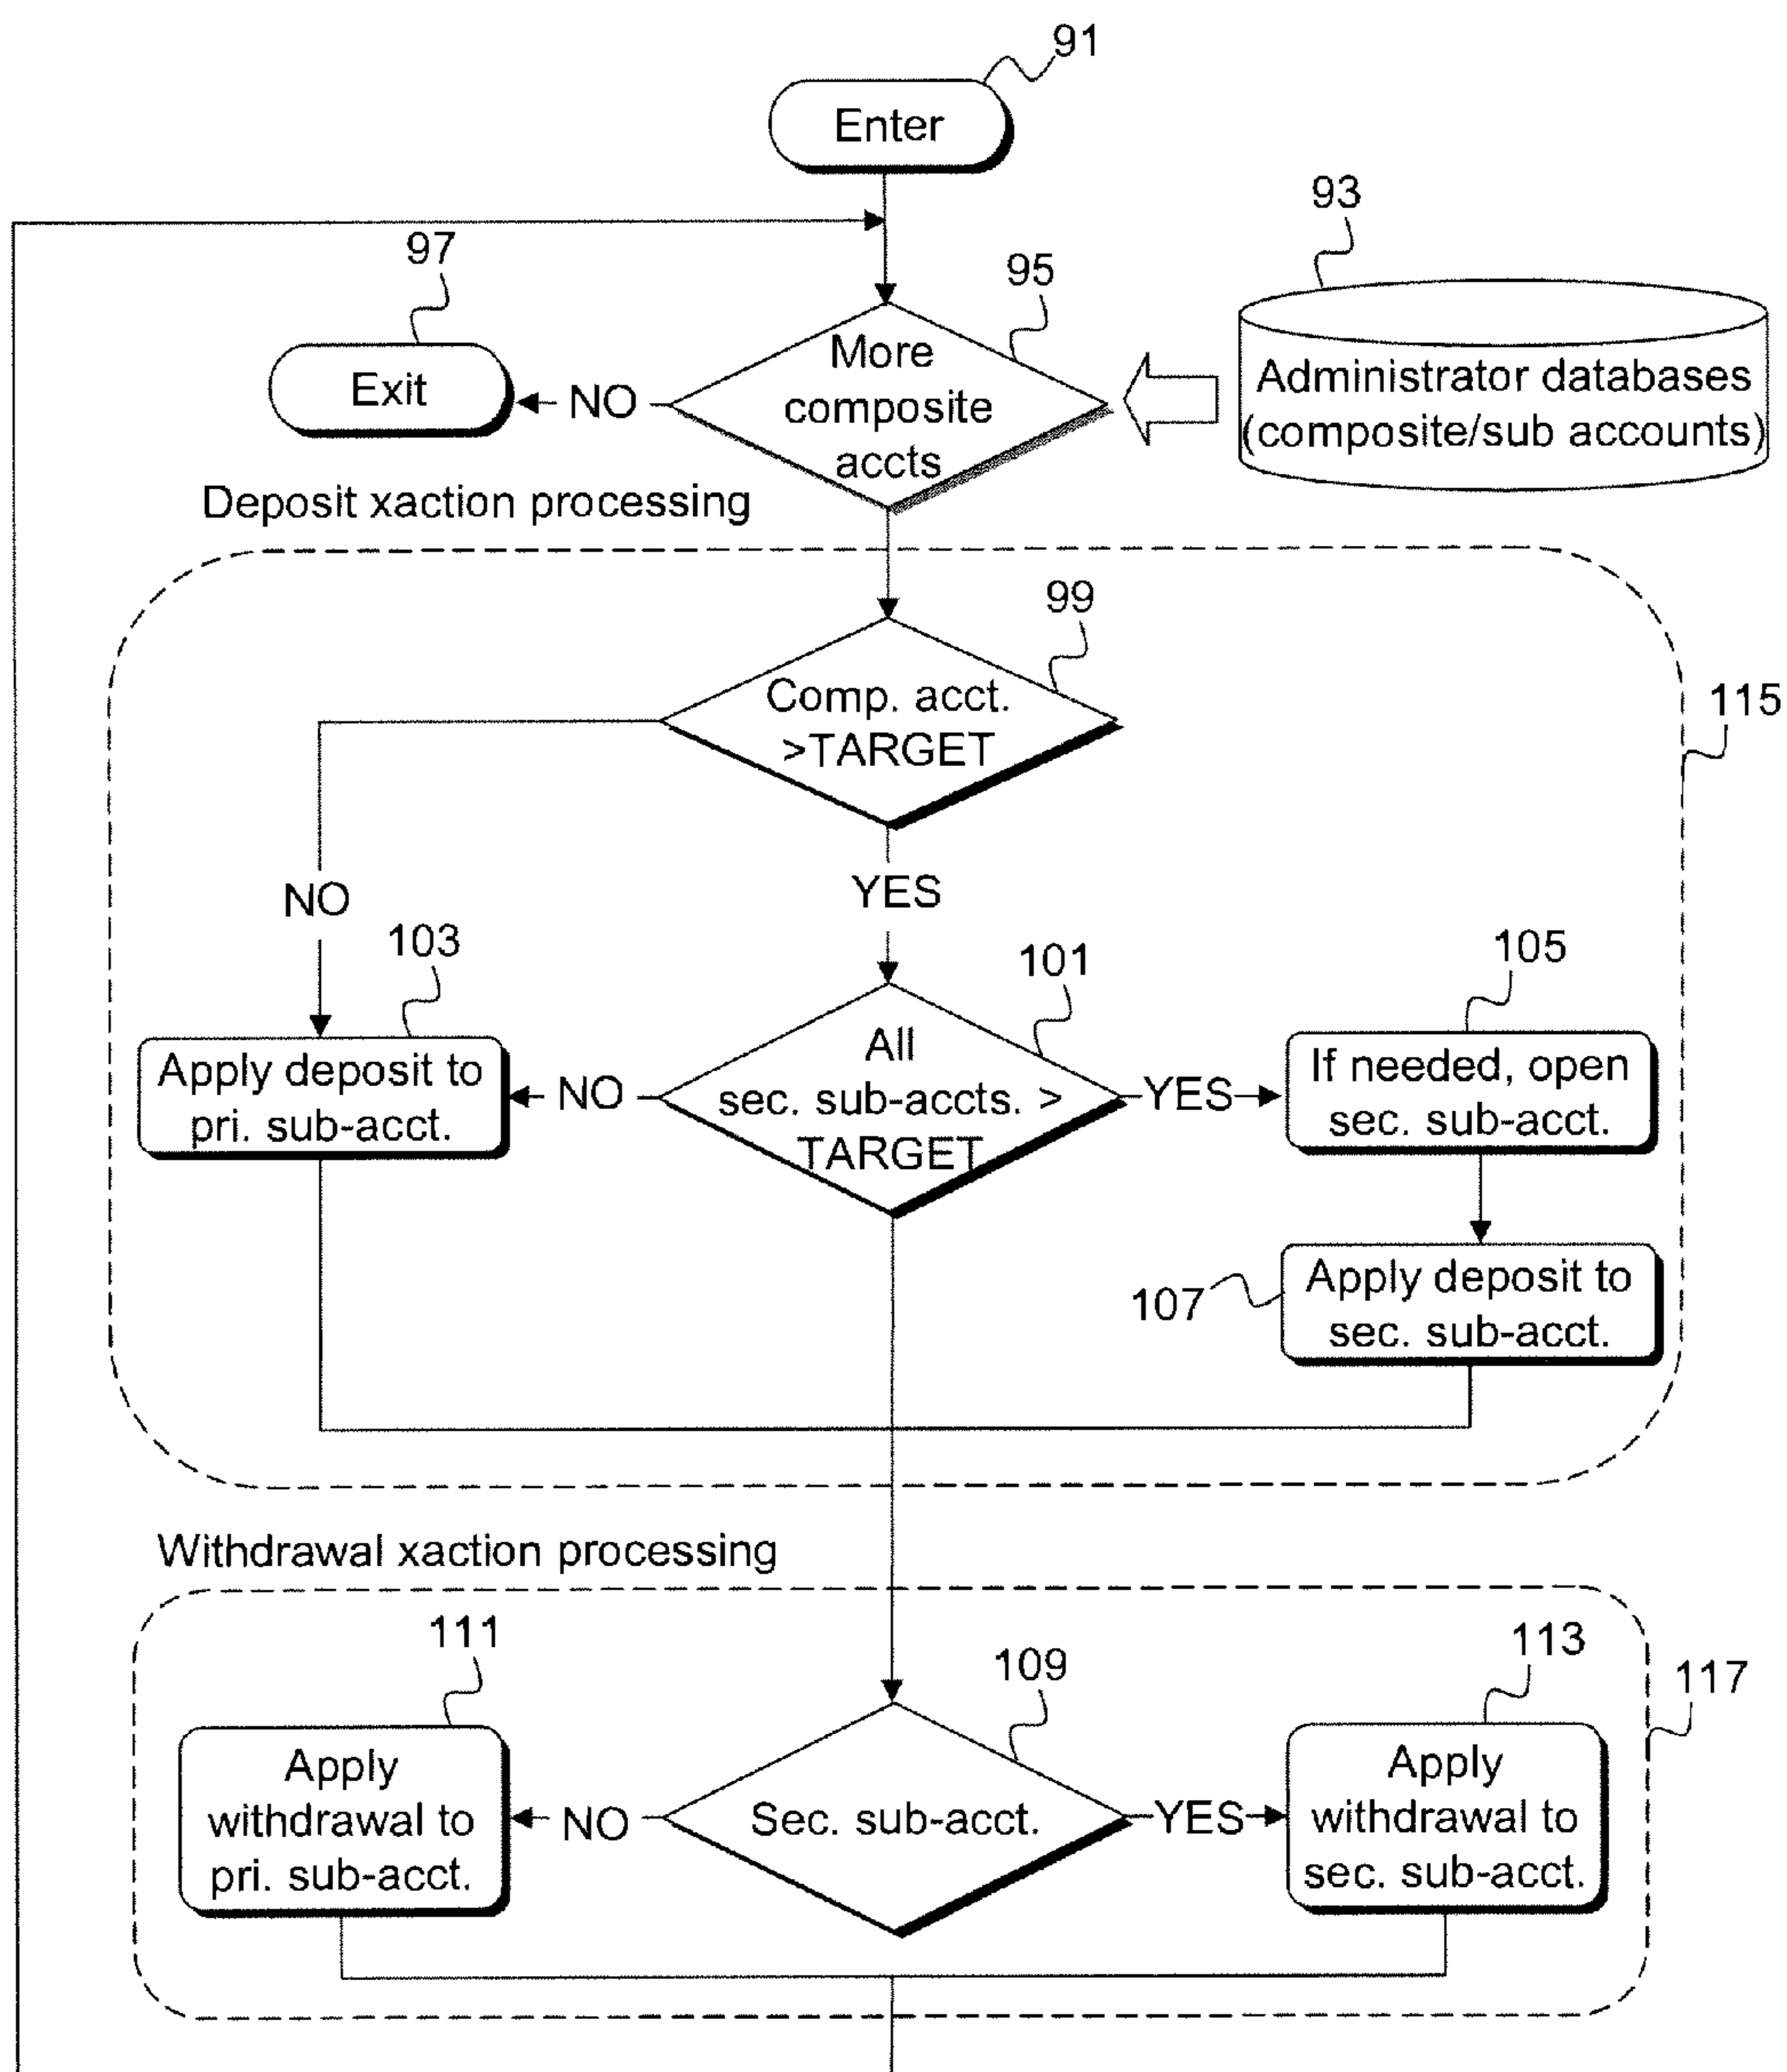 91
Enter
93
97
95
Exit
NO
More
composite
accts
Administrator databases
(composite/sub accounts)
Deposit xaction processing
99
Comp. acct.
>TARGET
115
NO
YES
103
101
105
Apply deposit to
pri. sub-acct.
NO
All
sec. sub-accts. >
TARGET
YES
If needed, open
sec. sub-acct.
107
Apply deposit to
sec. sub-acct.
Withdrawal xaction processing
111
109
113
117
Apply
withdrawal to
pri. sub-acct.
NO
Sec. sub-acct.
YES
Apply
withdrawal to
sec. sub-acct.